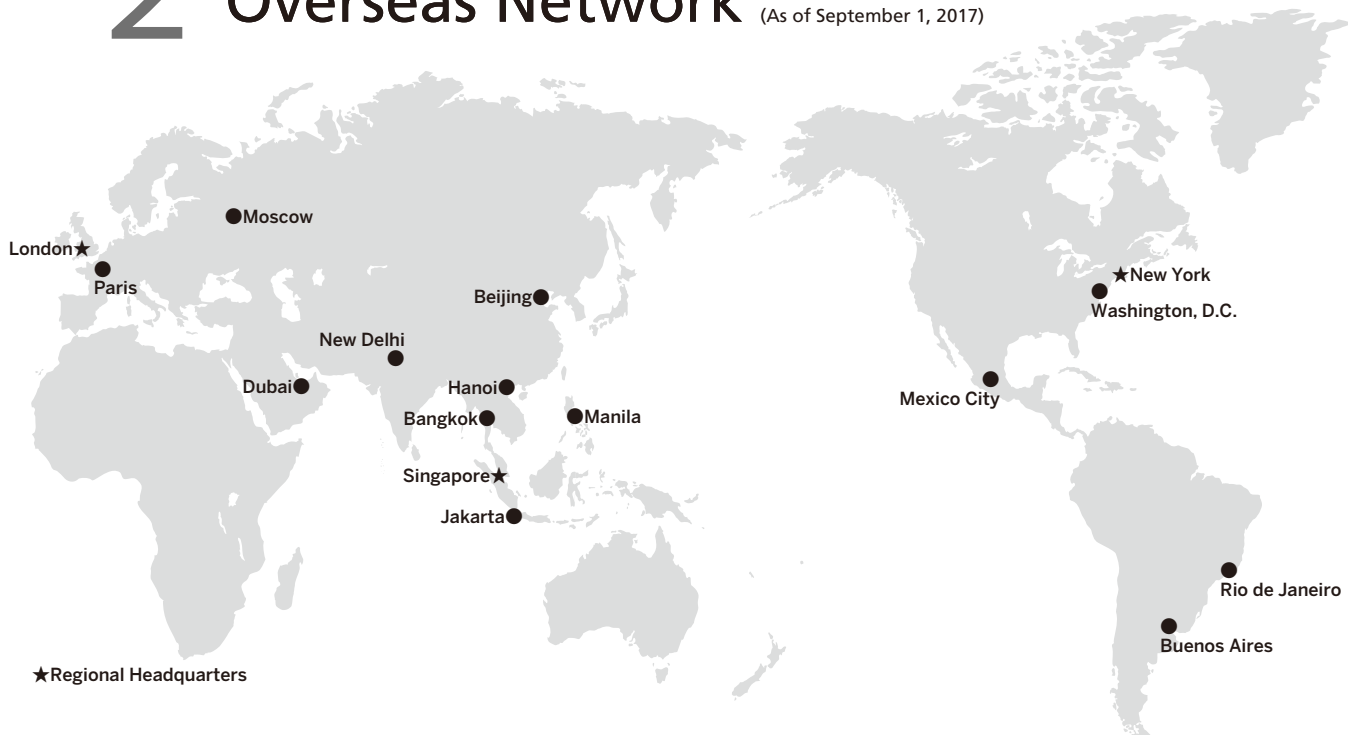 2 Overseas Network (As of September 1, 2017)
Moscow
London★
Paris
★New York
Beijing
Washington, D.C.
New Delhi
Dubai
Hanoi
Mexico City
Bangkok
Manila
Singapore★
Jakarta
Rio de Janeiro
Buenos Aires
★Regional Headquarters